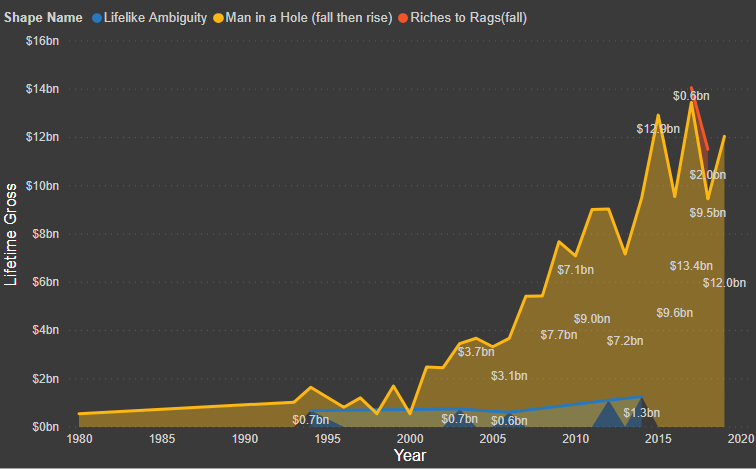 Shape Name Lifelike Ambiguity Man in a Hole (fall then rise) Riches to Rags(fall)
$16bn
$14bn
$0.6bn
$12.9bn
$12bn
$2.0bn
$10bn
$9.5bn
$8bn
$7.1bn
$13.4bn
$6bn
$12.0bn
$9.6bn
$9.0bn
$4bn
$7.7bn
$7.2bn
$3.7bn
$3.1bn
$2bn
$1.3bn
$0.7bn
$0.7bn
$0.6bn
$0bn
Lifetime Gross
1980 1985 1990 1995 2000 2005 2010 2015 2020
Year